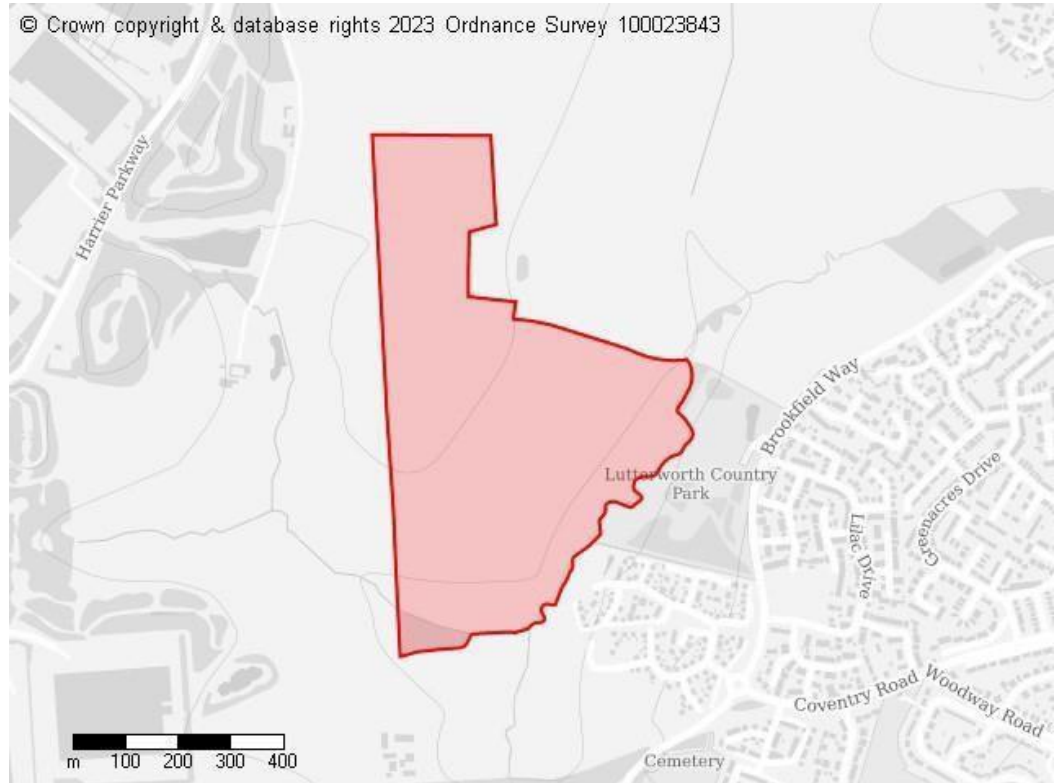 © Crown copyright & database rights 2023 Ordnance Survey 100023843
Harrier Parkway
Brookfield Way
Lutterworth Country
Park
Greenacres Drive
Lilac Drive
Coventry Road
Woodway Road
Cemetery
m 100 200 300 400